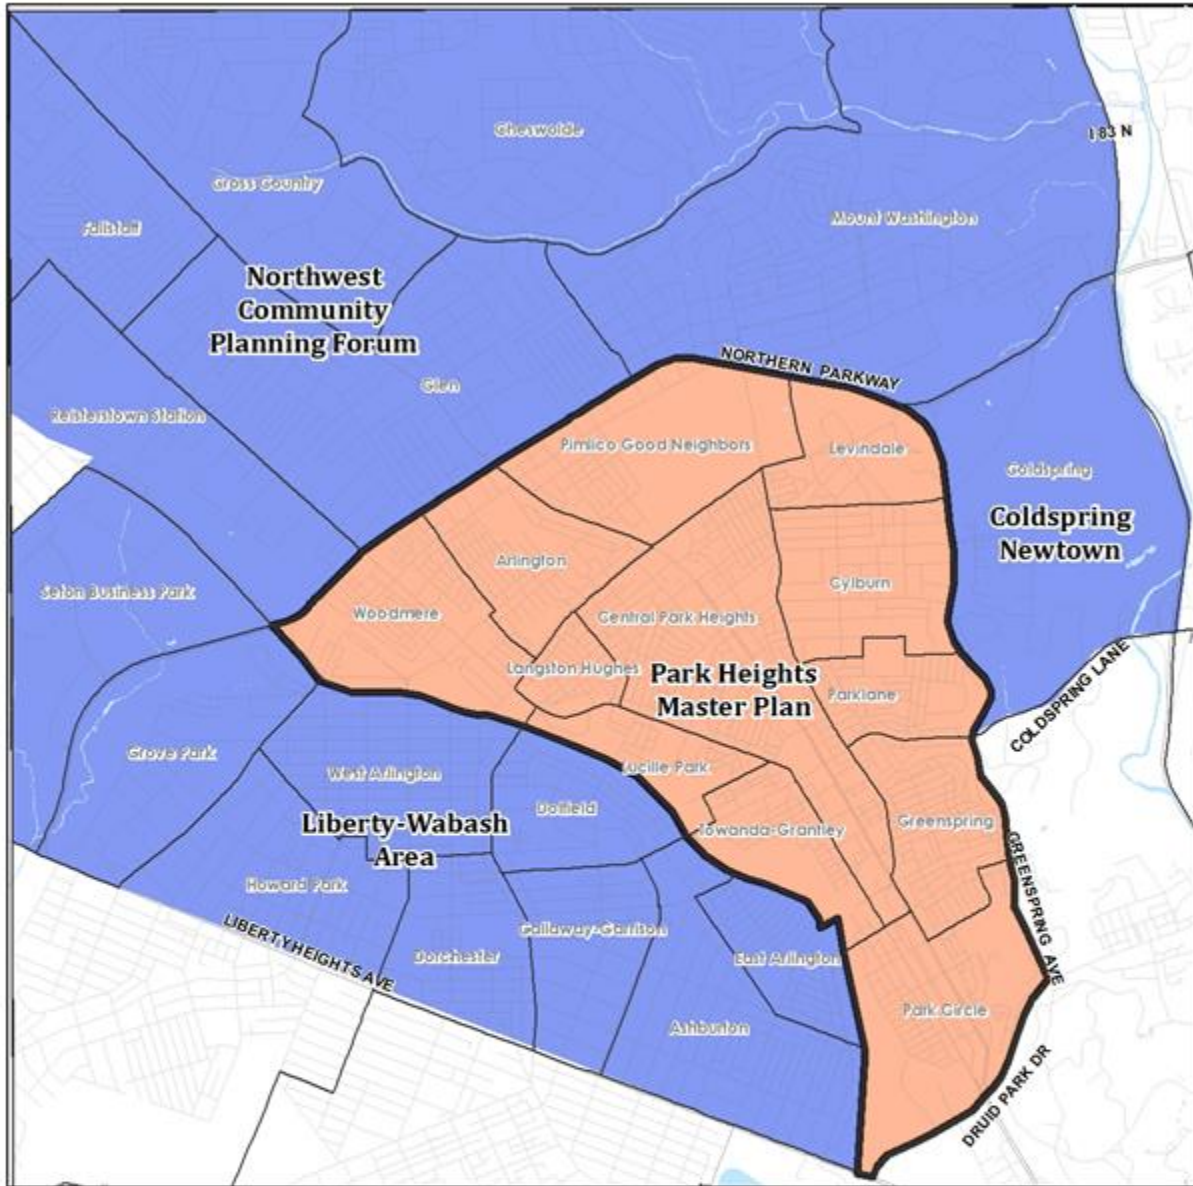 Cheswolde
I 83 N
Cross Country
Mount Washington
Fallstaff
Northwest
Community
Planning Forum
NORTHERN PARKWAY
Glen
Reisterstown Station
Pimlico Good Neighbors
Levindale
Coldspring
Coldspring
Newtown
Arlington
Cylburn
Seton Business Park
Woodmere
Central Park Heights
Langston Hughes
Park Heights
Master Plan
Parklane
COLDSPRING LANE
Grove Park
West Arlington
Lucille Park
Dolfield
Liberty-Wabash
Area
Towanda-Grantley
Greenspring
GREENSPRING AVE
Howard Park
LIBERTY HEIGHTS AVE
Callaway-Garrison
Dorchester
East Arlington
Park Circle
Ashburton
DRUID PARK DR